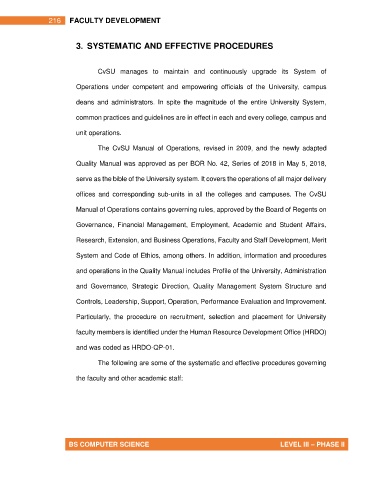 216 FACULTY DEVELOPMENT
3. SYSTEMATIC AND EFFECTIVE PROCEDURES
CvSU manages to maintain and continuously upgrade its System of
Operations under competent and empowering officials of the University, campus
deans and administrators. In spite the magnitude of the entire University System,
common practices and guidelines are in effect in each and every college, campus and
unit operations.
The CvSU Manual of Operations, revised in 2009, and the newly adapted
Quality Manual was approved as per BOR No. 42, Series of 2018 in May 5, 2018,
serve as the bible of the University system. It covers the operations of all major delivery
offices and corresponding sub-units in all the colleges and campuses. The CvSU
Manual of Operations contains governing rules, approved by the Board of Regents on
Governance, Financial Management, Employment, Academic and Student Affairs,
Research, Extension, and Business Operations, Faculty and Staff Development, Merit
System and Code of Ethics, among others. In addition, information and procedures
and operations in the Quality Manual includes Profile of the University, Administration
and Governance, Strategic Direction, Quality Management System Structure and
Controls, Leadership, Support, Operation, Performance Evaluation and Improvement.
Particularly, the procedure on recruitment, selection and placement for University
faculty members is identified under the Human Resource Development Office (HRDO)
and was coded as HRDO-QP-01.
The following are some of the systematic and effective procedures governing
the faculty and other academic staff:
BS COMPUTER SCIENCE LEVEL III – PHASE II